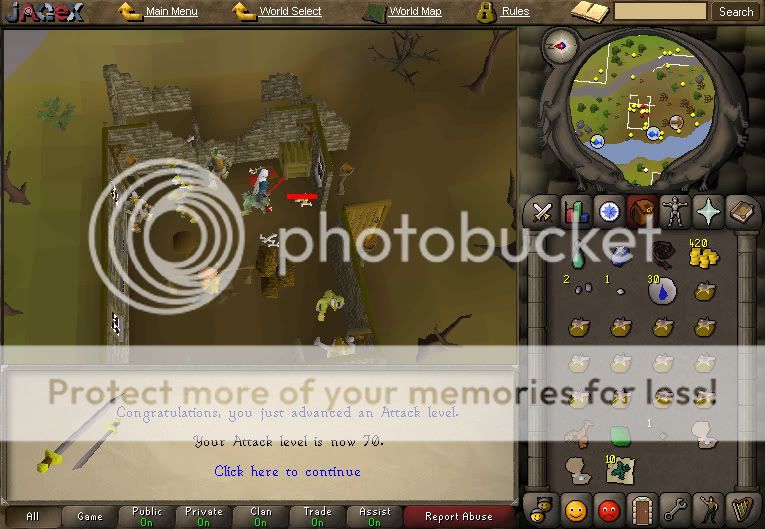 JAGEX
Main Menu
World Select
World Map
Rules
Search
420
2
1
30
photobucket
Protect more of your memories for less!
Congratulations, you just advanced an Attack level.
Your Attack level is now 70.
Click here to continue
1
10
All
Game
Public
On
Private
On
Clan
On
Trade
On
Assist
On
Report Abuse